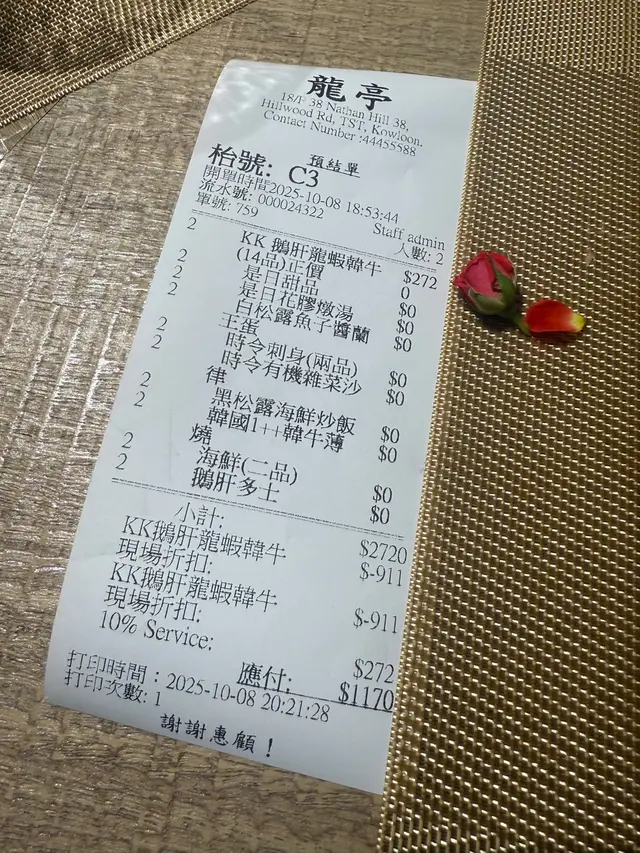 龍亭
18/F 38 Nathan Hill 38,
Hillwood Rd, TST, Kowloon.
Contact Number :44455588
預結單
枱號: C3
開單時間2025-10-08 18:53:44
流水號: 000024322 Staff admin
單號: 759 人數: 2
2 KK 鵝肝龍蝦韓牛 $272
(14品)正價 0
2 是日甜品 $0
2 是日花膠燉湯 $0
2 白松露魚子醬蘭 $0
王蛋
2 時令刺身(兩品) $0
2 時令有機雜菜沙 $0
律
2 黑松露海鮮炒飯 $0
2 韓國1++韓牛薄 $0
燒
2 海鮮(二品) $0
2 鵝肝多士 $0
小計: $2720
KK鵝肝龍蝦韓牛 $-911
現場折扣:
KK鵝肝龍蝦韓牛 $-911
現場折扣:
10% Service: $272
應付: $1170
打印時間：2025-10-08 20:21:28
打印次數: 1
謝謝惠顧！